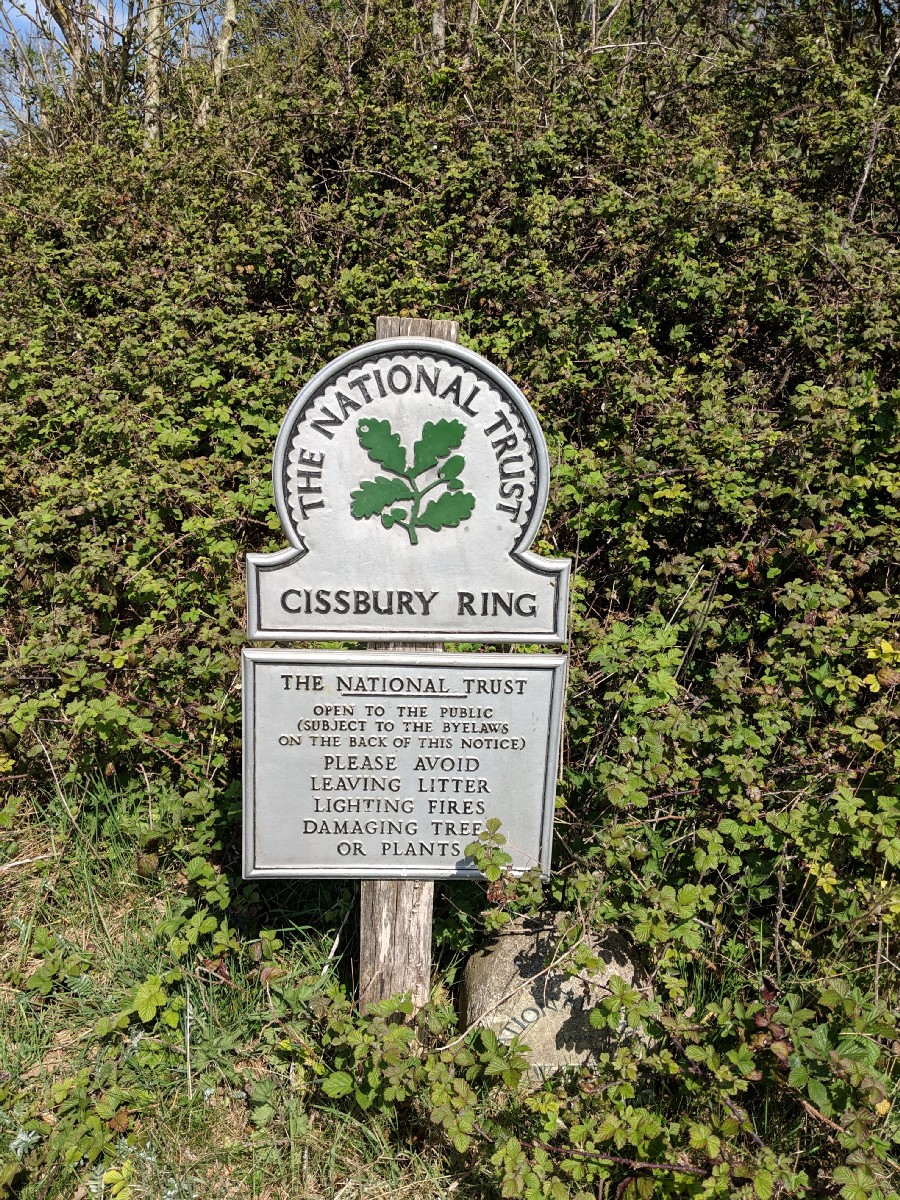 THE NATIONAL TRUST
CISSBURY RING
THE NATIONAL TRUST
OPEN TO THE PUBLIC
(SUBJECT TO THE BYELAWS
ON THE BACK OF THIS NOTICE)
PLEASE AVOID
LEAVING LITTER
LIGHTING FIRES
DAMAGING TREES
OR PLANTS